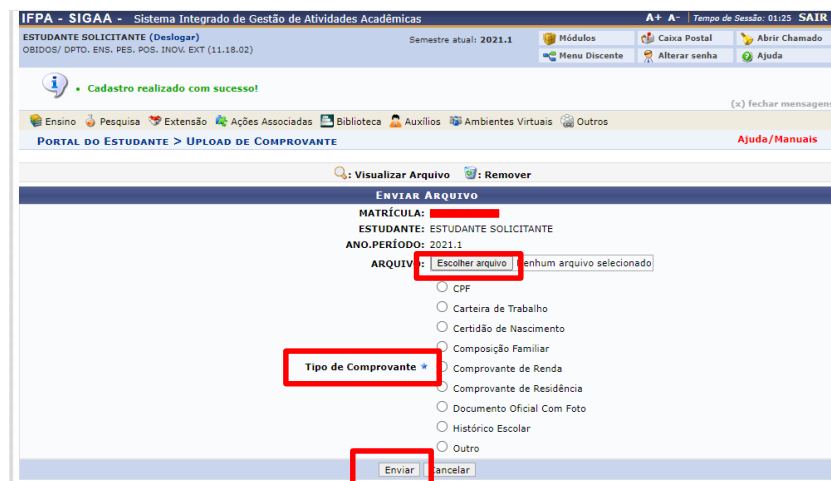 IFPA - SIGAA - Sistema Integrado de Gestão de Atividades Acadêmicas A+ A- Tempo de Sessão: 01:25 SAIR
ESTUDANTE SOLICITANTE (Deslogar) Semestre atual: 2021.1 Módulos Caixa Postal Abrir Chamado
OBIDOS/ DPTO. ENS. PES. POS. INOV. EXT (11.18.02) Menu Discente Alterar senha Ajuda
• Cadastro realizado com sucesso!
(x) fechar mensagens
Ensino Pesquisa Extensão Ações Associadas Biblioteca Auxílios Ambientes Virtuais Outros
PORTAL DO ESTUDANTE > UPLOAD DE COMPROVANTE Ajuda/Manuais
: Visualizar Arquivo : Remover
ENVIAR ARQUIVO
MATRÍCULA:
ESTUDANTE: ESTUDANTE SOLICITANTE
ANO.PERÍODO: 2021.1
ARQUIVO: Escolher arquivo Nenhum arquivo selecionado
CPF
Carteira de Trabalho
Certidão de Nascimento
Composição Familiar
Tipo de Comprovante Comprovante de Renda
Comprovante de Residência
Documento Oficial Com Foto
Histórico Escolar
Outro
Enviar Cancelar